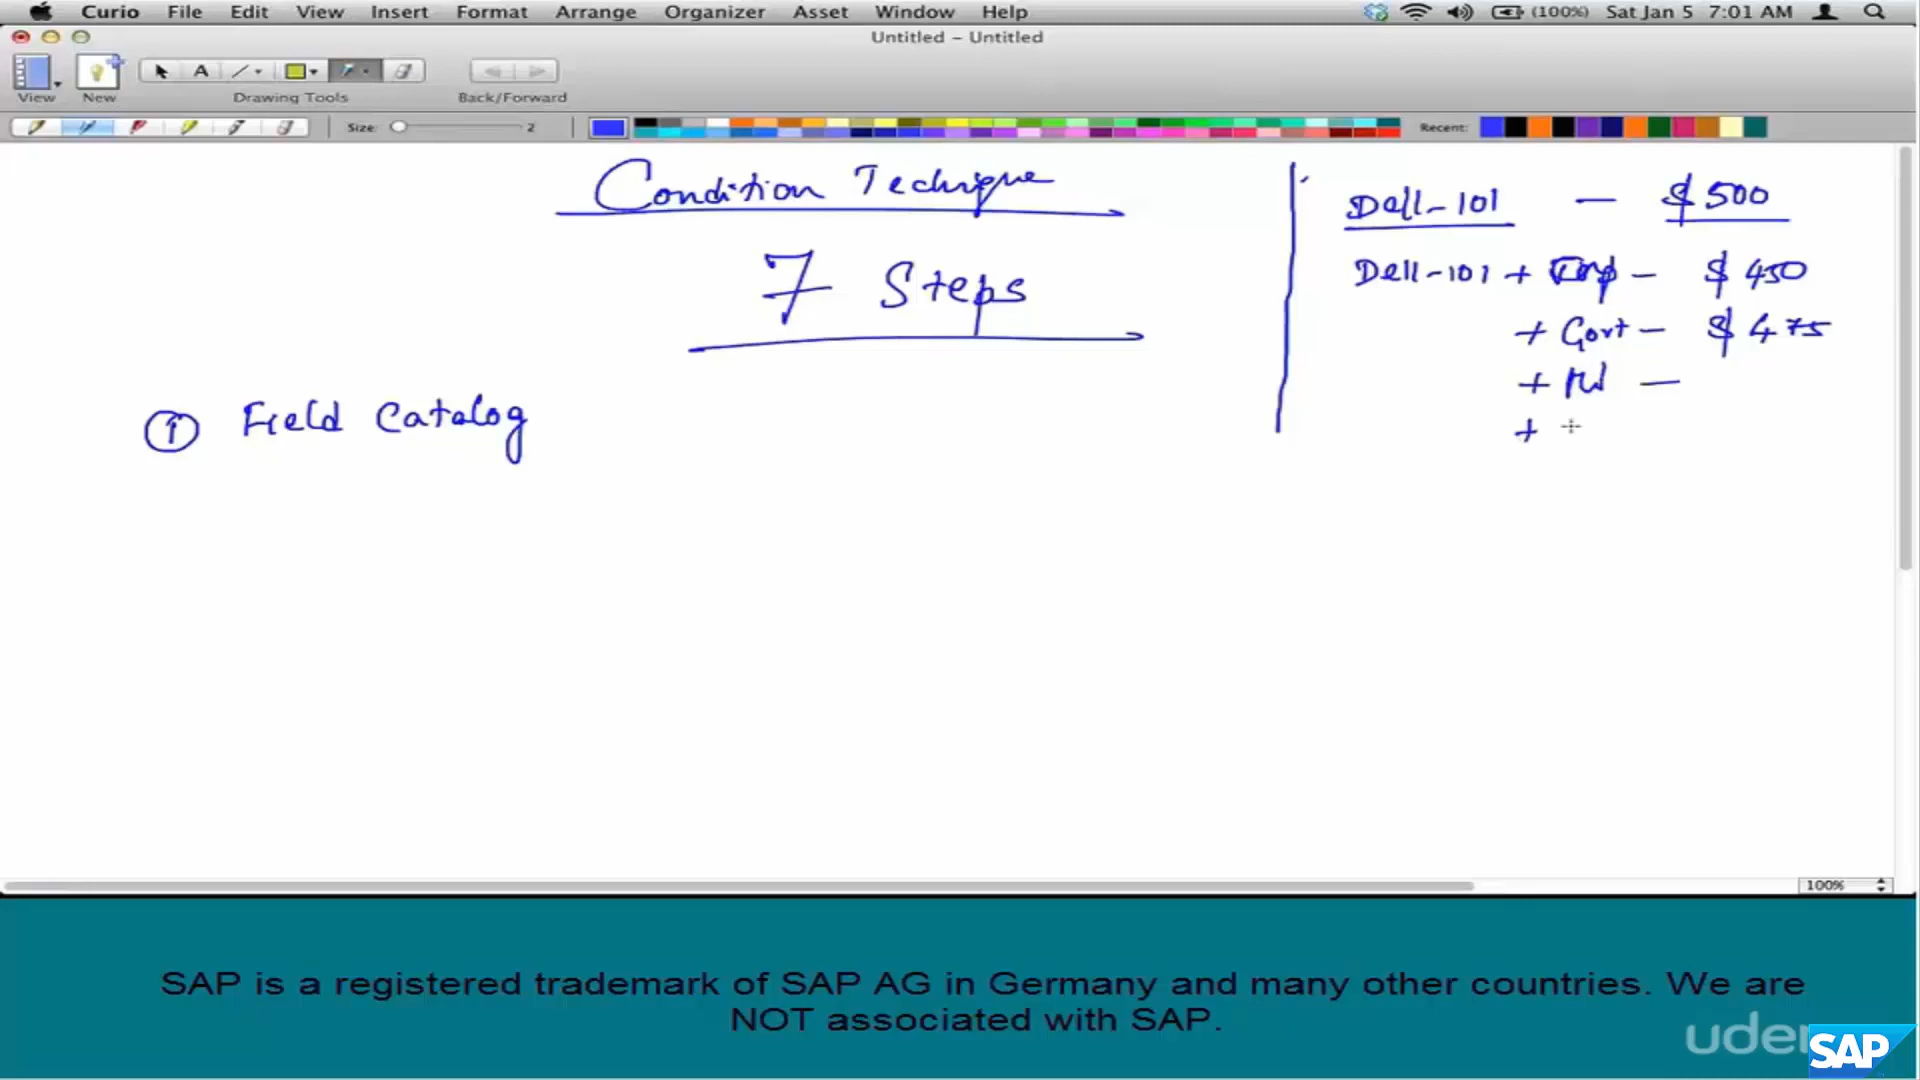 Curio File Edit View Insert Format Arrange Organizer Asset Window Help (100%) Sat Jan 5 7:01 AM
Untitled – Untitled
View New Drawing Tools Back/Forward
Size: 2 Recent:
Condition Technique
7 Steps
1 Field Catalog
Dell-101 — $500
Dell-101 + — $450
+ Govt — $475
+ —
+
100%
SAP is a registered trademark of SAP AG in Germany and many other countries. We are
NOT associated with SAP.
SAP